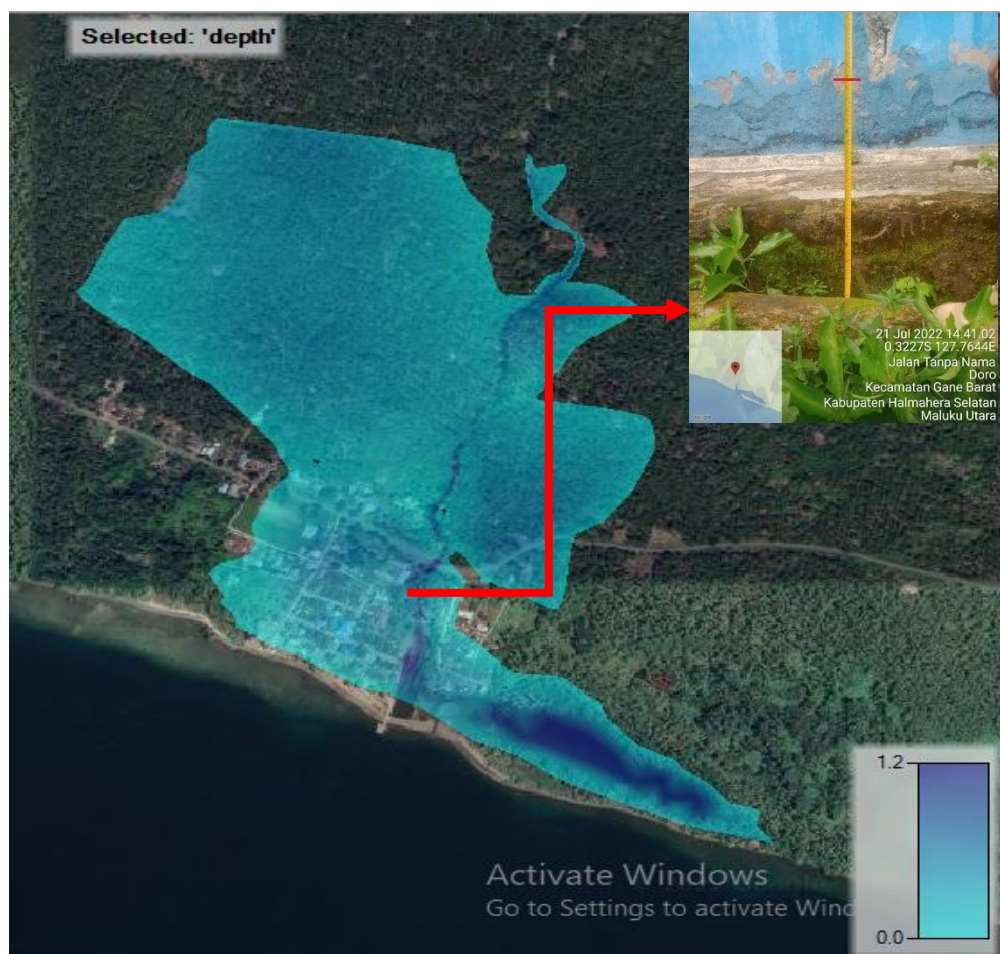 Selected: 'depth'
21 Jul 2022 14.41.02
0.3227S 127.7644E
Jalan Tanpa Nama
Doro
Kecamatan Gane Barat
Kabupaten Halmahera Selatan
Maluku Utara
1.2
Activate Windows
Go to Settings to activate Wind
0.0